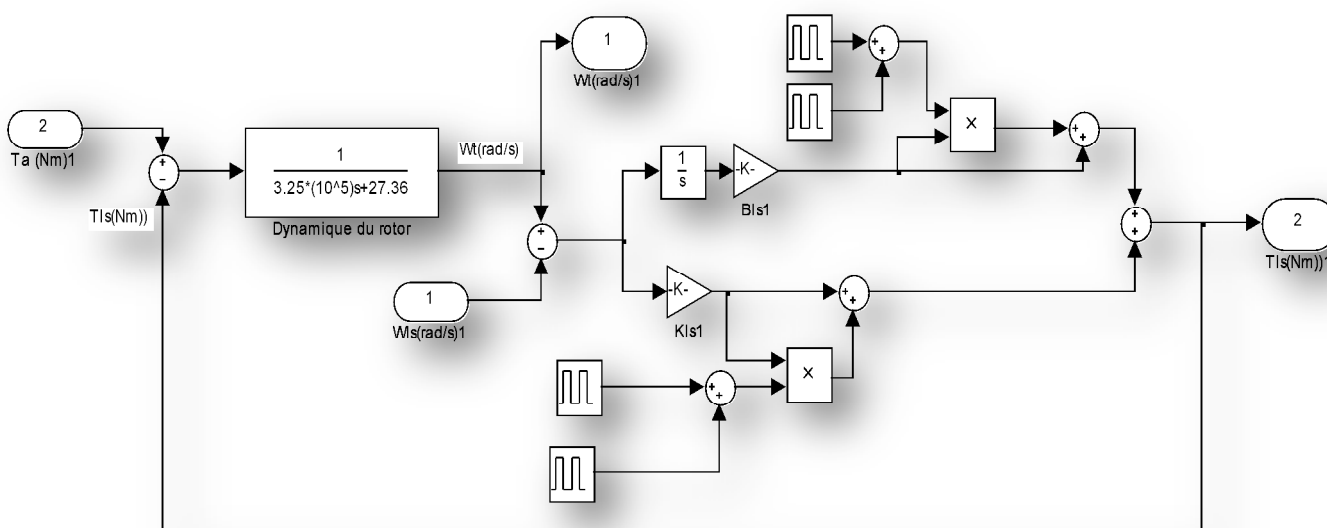 1
Wt(rad/s)1
2
Ta (Nm)1
+
−
1
3.25*(10^5)s+27.36
Dynamique du rotor
Wt(rad/s)
Tls(Nm))
+
−
1
Wls(rad/s)1
1
s
-K-
Bls1
-K-
Kls1
+
+
×
+
+
+
+
2
Tls(Nm))1
+
+
×
+
+